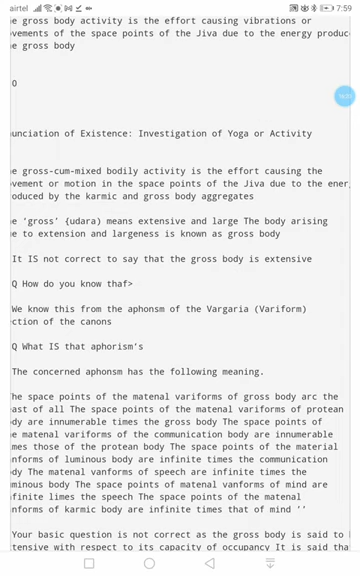 airtel 7:59
e gross body activity is the effort causing vibrations or
vements of the space points of the Jiva due to the energy produc
e gross body
0
unciation of Existence: Investigation of Yoga or Activity
e gross-cum-mixed bodily activity is the effort causing the
vement or motion in the space points of the Jiva due to the ener
oduced by the karmic and gross body aggregates
e ‘gross’ {udara) means extensive and large The body arising
e to extension and largeness is known as gross body
It IS not correct to say that the gross body is extensive
Q How do you know thaf>
We know this from the aphonsm of the Vargaria (Variform)
ction of the canons
Q What IS that aphorism’s
The concerned aphonsm has the following meaning.
he space points of the matenal variforms of gross body arc the
ast of all The space points of the matenal variforms of protean
dy are innumerable times the gross body The space points of
e matenal variforms of the communication body are innumerable
mes those of the protean body The space points of the material
nforms of luminous body are infinite times the communication
dy The matenal vanforms of speech are infinite times the
minous body The space points of matenal vanforms of mind are
finite limes the speech The space points of the matenal
nforms of karmic body are infinite times that of mind ‘’
Your basic question is not correct as the gross body is said to
tensive with respect to its capacity of occupancy It is said tha